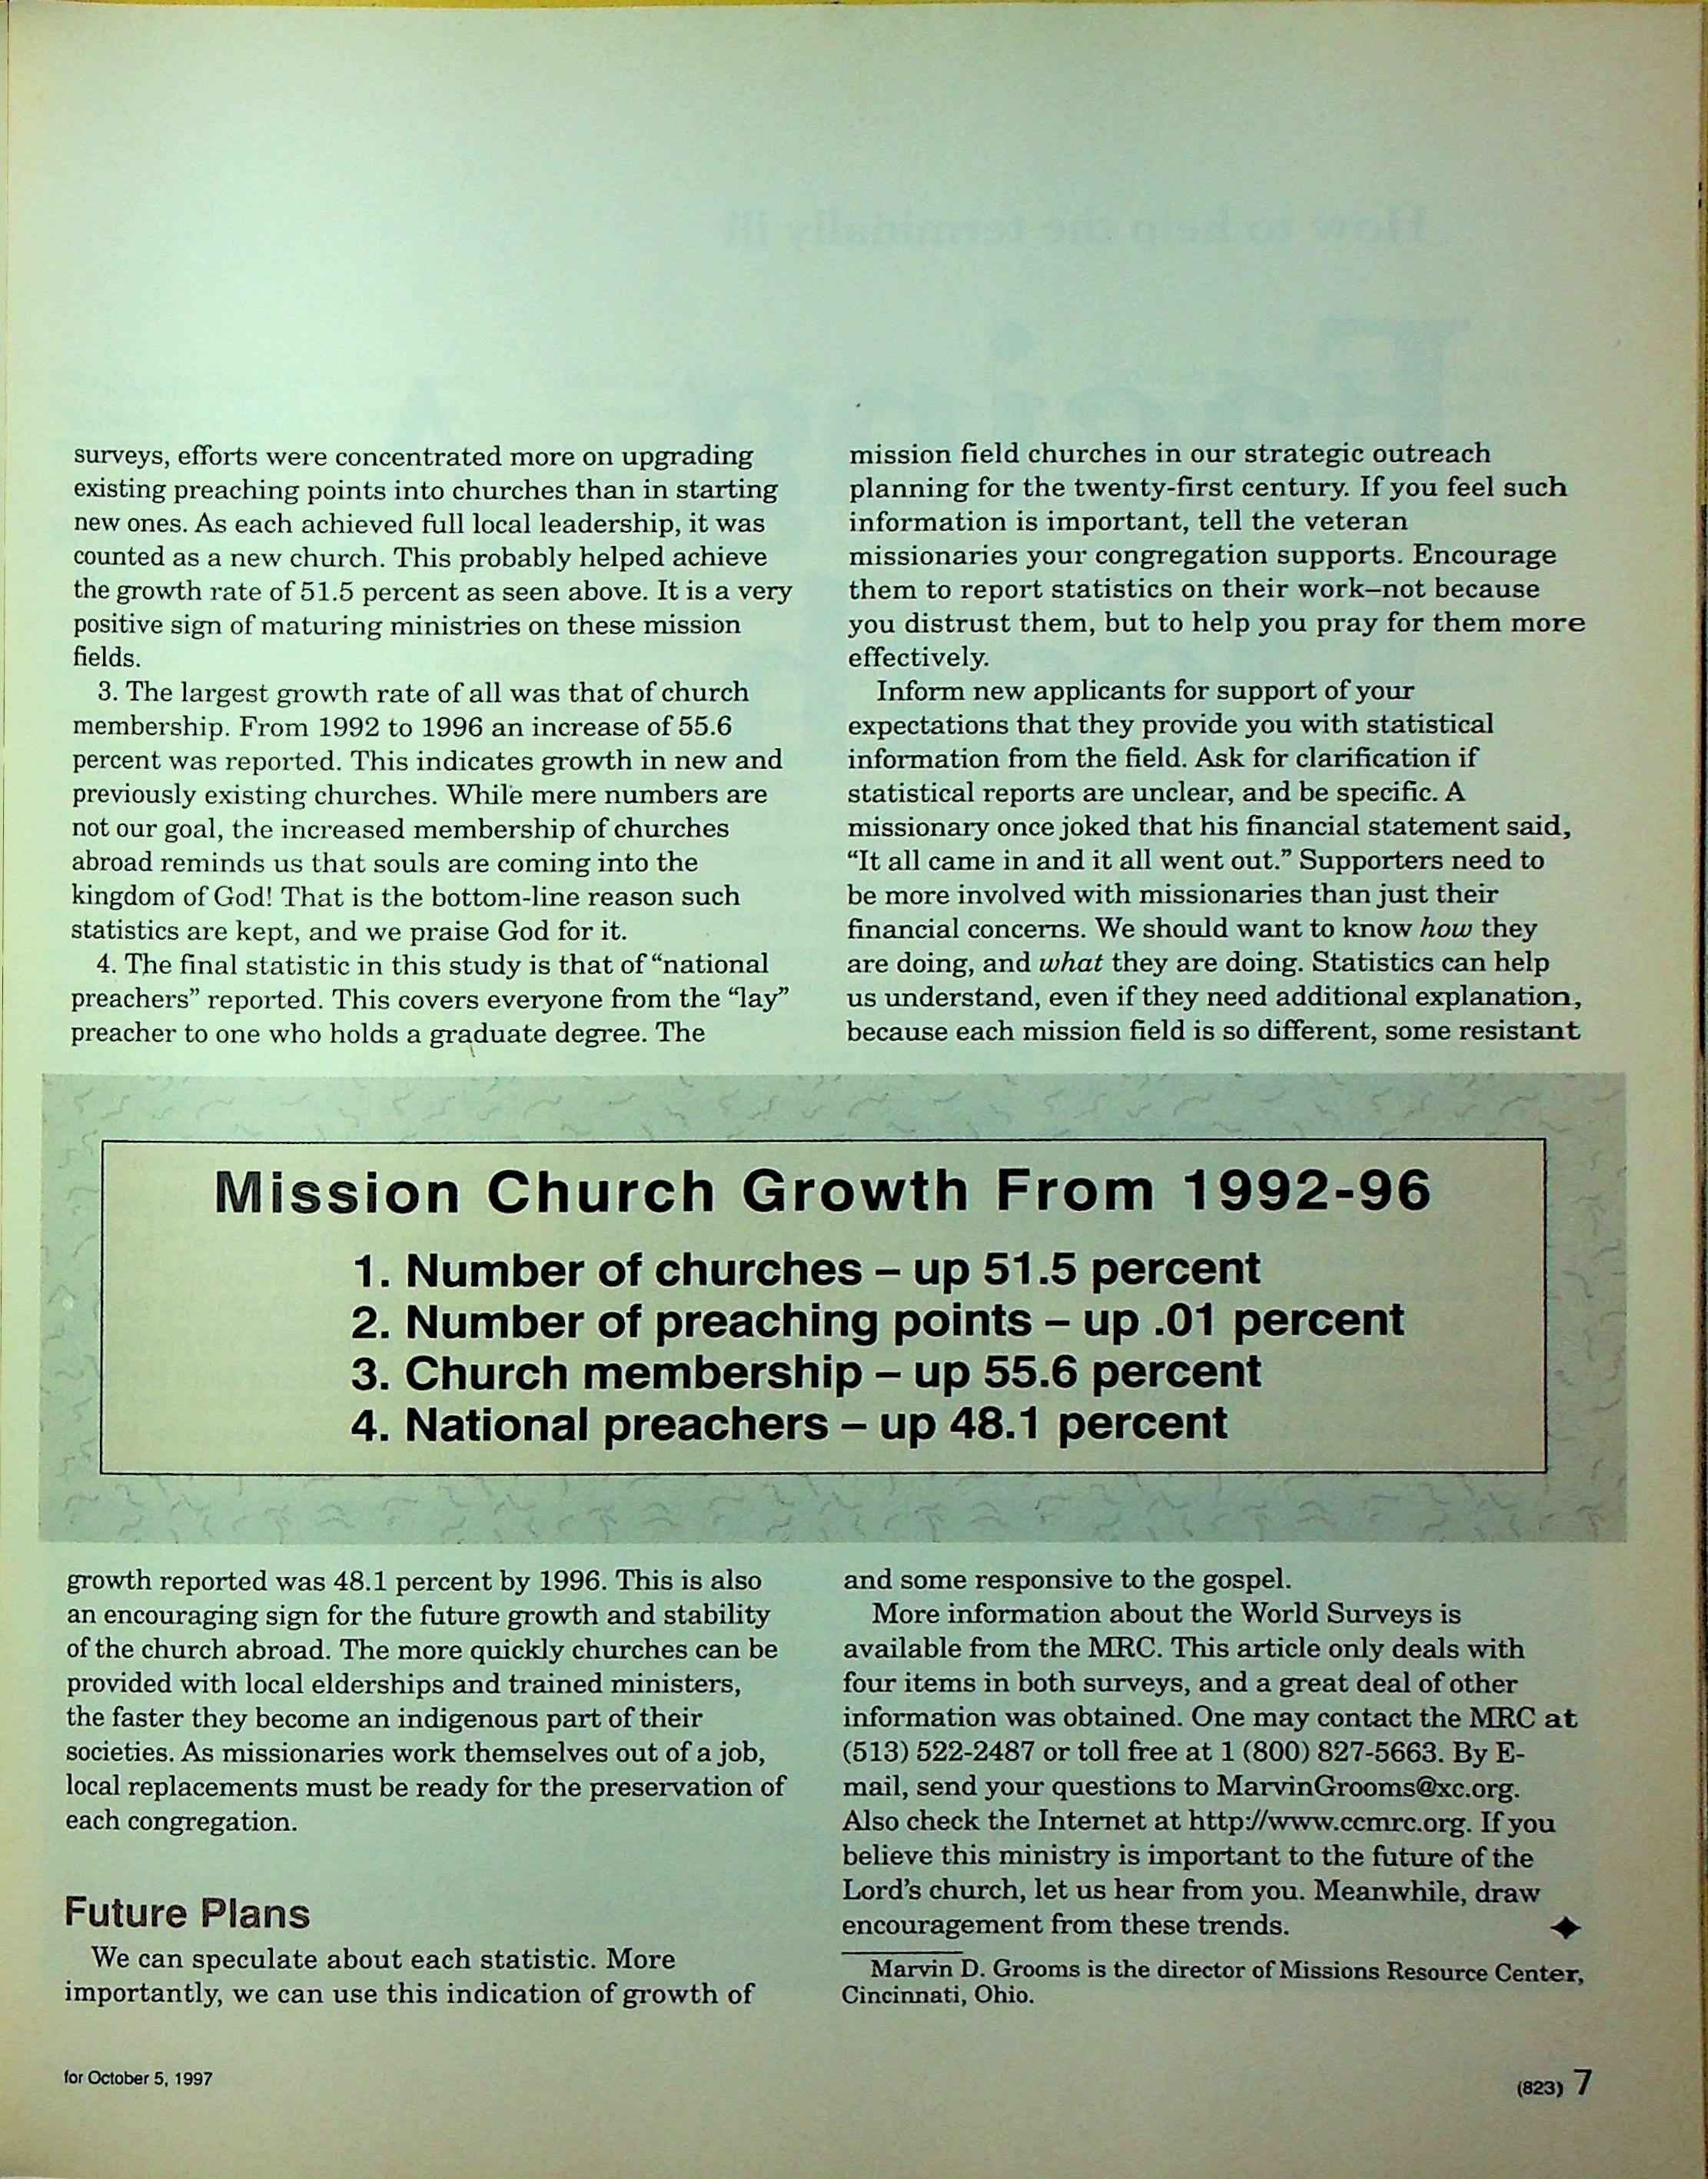 surveys, efforts were concentrated more on upgrading
existing preaching points into churches than in starting
new ones. As each achieved full local leadership, it was
counted as a new church. This probably helped achieve
the growth rate of 51.5 percent as seen above. It is a very
positive sign of maturing ministries on these mission
fields.
3. The largest growth rate of all was that of church
membership. From 1992 to 1996 an increase of 55.6
percent was reported. This indicates growth in new and
previously existing churches. While mere numbers are
not our goal, the increased membership of churches
abroad reminds us that souls are coming into the
kingdom of God! That is the bottom-line reason such
statistics are kept, and we praise God for it.
4. The final statistic in this study is that of “national
preachers” reported. This covers everyone from the “lay”
preacher to one who holds a graduate degree. The
mission field churches in our strategic outreach
planning for the twenty-first century. If you feel such
information is important, tell the veteran
missionaries your congregation supports. Encourage
them to report statistics on their work–not because
you distrust them, but to help you pray for them more
effectively.
Inform new applicants for support of your
expectations that they provide you with statistical
information from the field. Ask for clarification if
statistical reports are unclear, and be specific. A
missionary once joked that his financial statement said,
“It all came in and it all went out.” Supporters need to
be more involved with missionaries than just their
financial concerns. We should want to know how they
are doing, and what they are doing. Statistics can help
us understand, even if they need additional explanation,
because each mission field is so different, some resistant
Mission Church Growth From 1992-96
1. Number of churches – up 51.5 percent
2. Number of preaching points – up .01 percent
3. Church membership – up 55.6 percent
4. National preachers – up 48.1 percent
growth reported was 48.1 percent by 1996. This is also
an encouraging sign for the future growth and stability
of the church abroad. The more quickly churches can be
provided with local elderships and trained ministers,
the faster they become an indigenous part of their
societies. As missionaries work themselves out of a job,
local replacements must be ready for the preservation of
each congregation.
Future Plans
We can speculate about each statistic. More
importantly, we can use this indication of growth of
and some responsive to the gospel.
More information about the World Surveys is
available from the MRC. This article only deals with
four items in both surveys, and a great deal of other
information was obtained. One may contact the MRC at
(513) 522-2487 or toll free at 1 (800) 827-5663. By E-
mail, send your questions to MarvinGrooms@xc.org.
Also check the Internet at http://www.ccmrc.org. If you
believe this ministry is important to the future of the
Lord’s church, let us hear from you. Meanwhile, draw
encouragement from these trends.
Marvin D. Grooms is the director of Missions Resource Center,
Cincinnati, Ohio.
for October 5, 1997
(823) 7